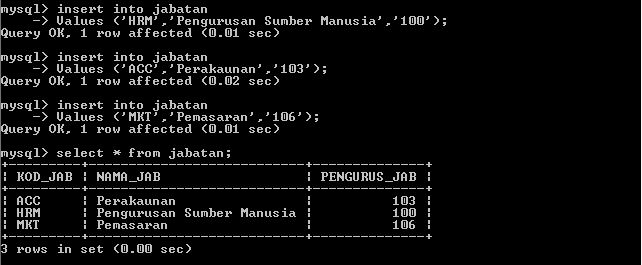 mysql> insert into jabatan
    -> Values ('HRM','Pengurusan Sumber Manusia','100');
Query OK, 1 row affected (0.01 sec)

mysql> insert into jabatan
    -> Values ('ACC','Perakaunan','103');
Query OK, 1 row affected (0.02 sec)

mysql> insert into jabatan
    -> Values ('MKT','Pemasaran','106');
Query OK, 1 row affected (0.01 sec)

mysql> select * from jabatan;
+---------+---------------------------+--------------+
¦ KOD_JAB ¦ NAMA_JAB                  ¦ PENGURUS_JAB ¦
+---------+---------------------------+--------------+
¦ ACC     ¦ Perakaunan                ¦          103 ¦
¦ HRM     ¦ Pengurusan Sumber Manusia ¦          100 ¦
¦ MKT     ¦ Pemasaran                 ¦          106 ¦
+---------+---------------------------+--------------+
3 rows in set (0.00 sec)